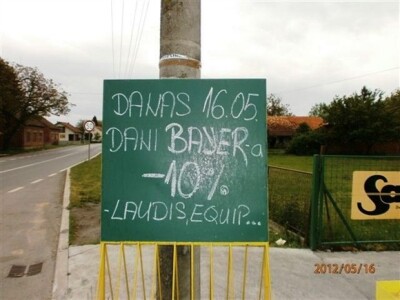 DANAS 16.05.
DANI BAYER-a
-10%
-LAUDIS, EQUIP...
2012/05/16